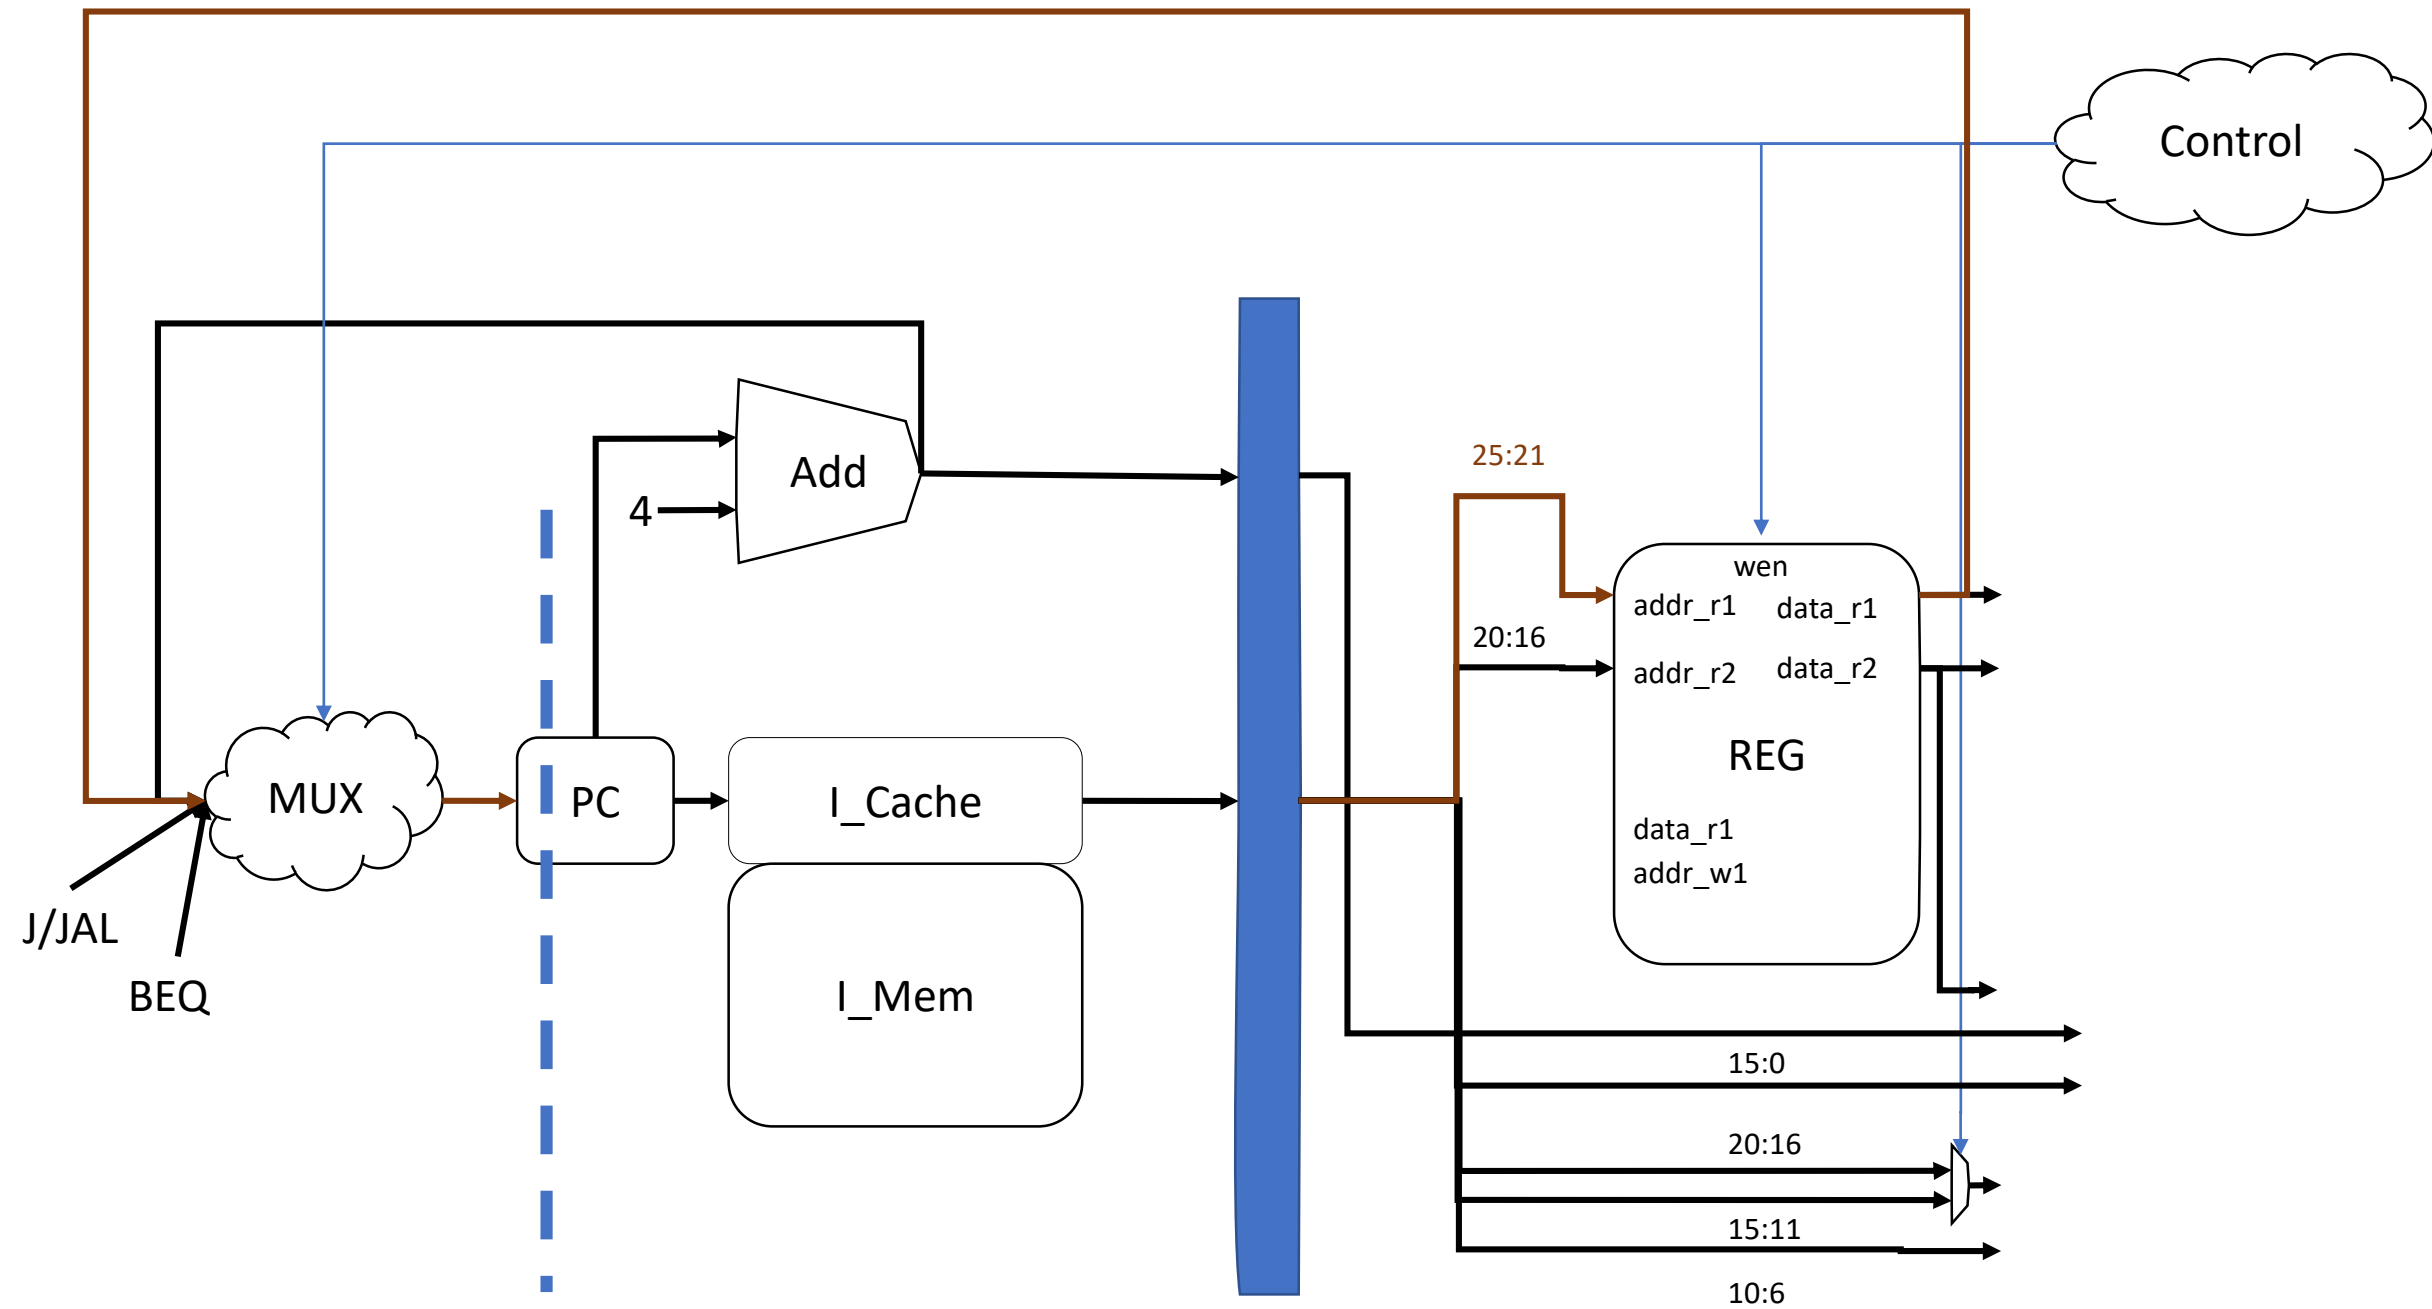 Control
25:21
Add
4
wen
addr_r1 data_r1
20:16
addr_r2 data_r2
REG
MUX
PC
I_Cache
data_r1
addr_w1
J/JAL
BEQ
I_Mem
15:0
20:16
15:11
10:6